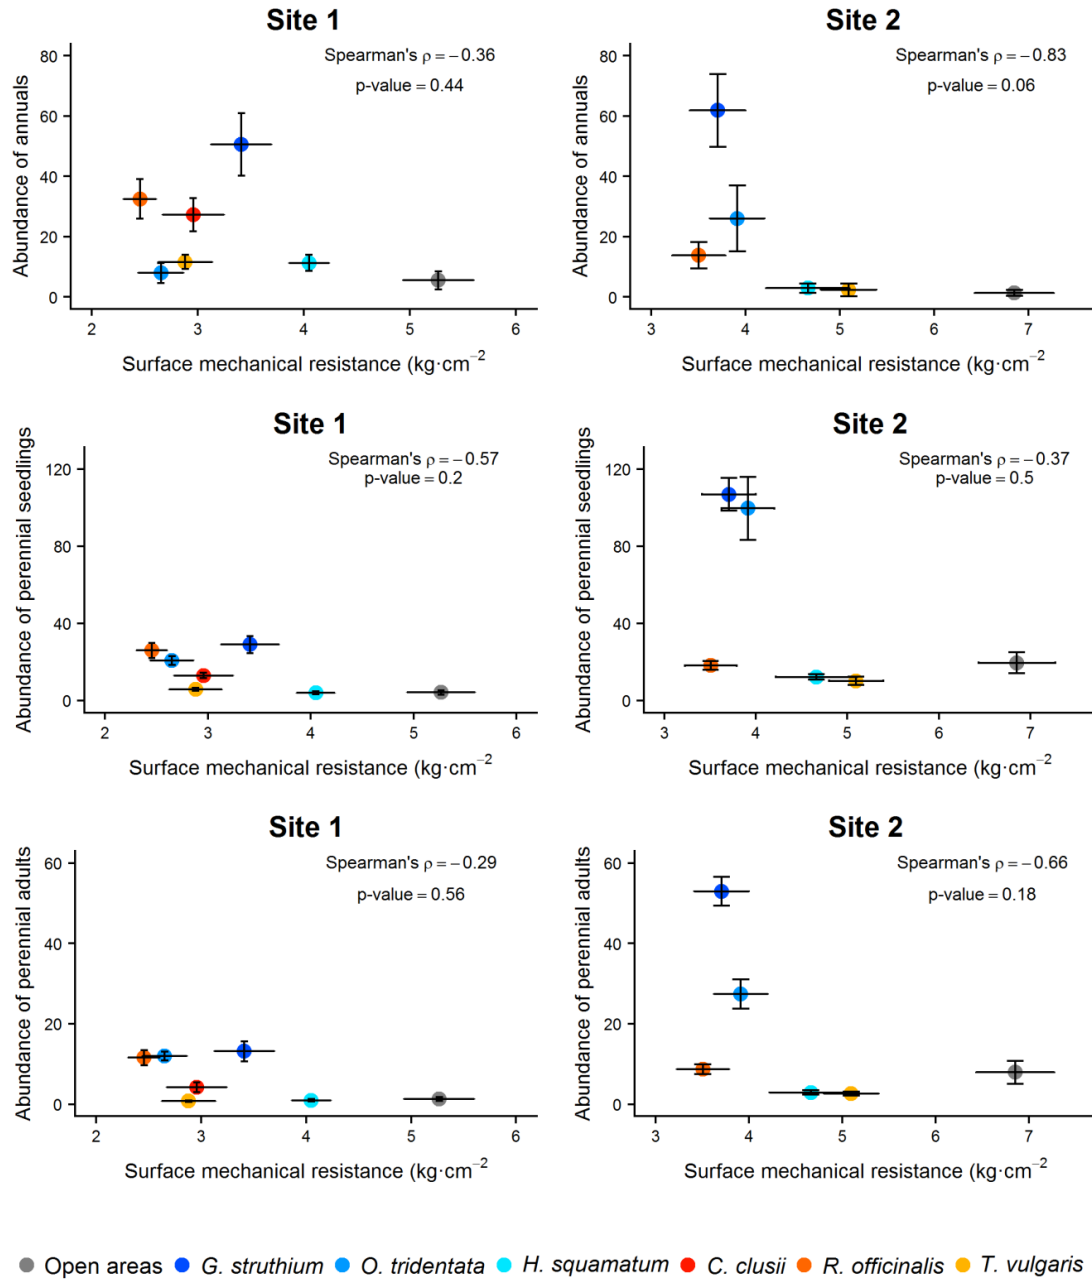 Site 1
Spearman's ρ = −0.36
p-value = 0.44
Abundance of annuals
80
60
40
20
0
2 3 4 5 6
Surface mechanical resistance (kg·cm−2
Site 2
Spearman's ρ = −0.83
p-value = 0.06
Abundance of annuals
80
60
40
20
0
3 4 5 6 7
Surface mechanical resistance (kg·cm−2
Site 1
Spearman's ρ = −0.57
p-value = 0.2
Abundance of perennial seedlings
120
80
40
0
2 3 4 5 6
Surface mechanical resistance (kg·cm−2
Site 2
Spearman's ρ = −0.37
p-value = 0.5
Abundance of perennial seedlings
120
80
40
0
3 4 5 6 7
Surface mechanical resistance (kg·cm−2
Site 1
Spearman's ρ = −0.29
p-value = 0.56
Abundance of perennial adults
60
40
20
0
2 3 4 5 6
Surface mechanical resistance (kg·cm−2
Site 2
Spearman's ρ = −0.66
p-value = 0.18
Abundance of perennial adults
60
40
20
0
3 4 5 6 7
Surface mechanical resistance (kg·cm−2
Open areas G. struthium O. tridentata H. squamatum C. clusii R. officinalis T. vulgaris